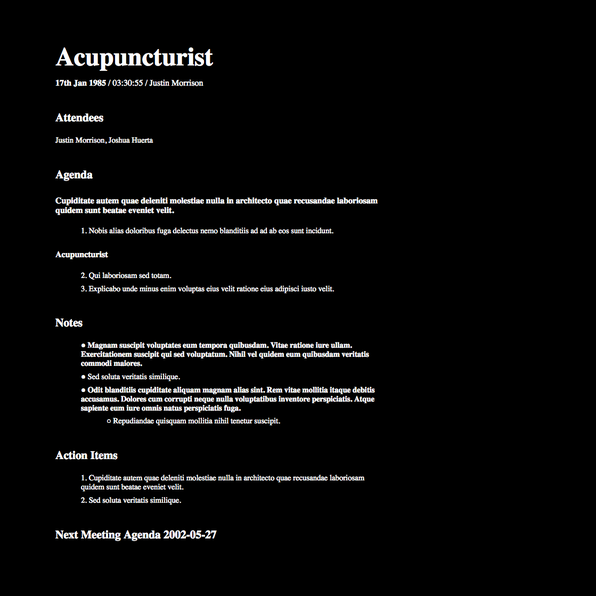 Acupuncturist
17th Jan 1985 / 03:30:55 / Justin Morrison
Attendees
Justin Morrison, Joshua Huerta
Agenda
Cupiditate autem quae deleniti molestiae nulla in architecto quae recusandae laboriosam
quidem sunt beatae eveniet velit.
1. Nobis alias doloribus fuga delectus nemo blanditiis ad ad ab eos sunt incidunt.
Acupuncturist
2. Qui laboriosam sed totam.
3. Explicabo unde minus enim voluptas eius velit ratione eius adipisci iusto velit.
Notes
● Magnam suscipit voluptates eum tempora quibusdam. Vitae ratione iure ullam.
Exercitationem suscipit qui sed voluptatum. Nihil vel quidem eum quibusdam veritatis
commodi maiores.
● Sed soluta veritatis similique.
● Odit blanditiis cupiditate aliquam magnam alias sint. Rem vitae mollitia itaque debitis
accusamus. Dolores cum corrupti neque nulla voluptatibus inventore perspiciatis. Atque
sapiente eum iure omnis natus perspiciatis fuga.
○ Repudiandae quisquam mollitia nihil tenetur suscipit.
Action Items
1. Cupiditate autem quae deleniti molestiae nulla in architecto quae recusandae laboriosam
quidem sunt beatae eveniet velit.
2. Sed soluta veritatis similique.
Next Meeting Agenda 2002-05-27